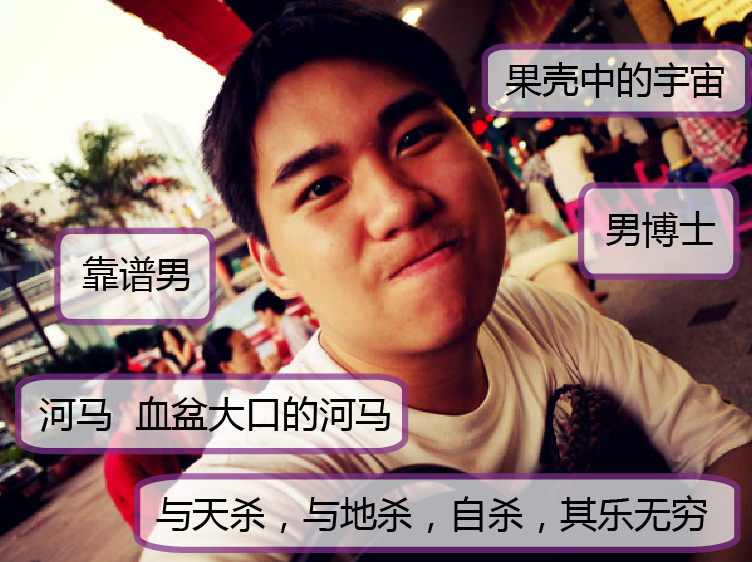 果壳中的宇宙
男博士
靠谱男
河马 血盆大口的河马
与天杀，与地杀，自杀，其乐无穷